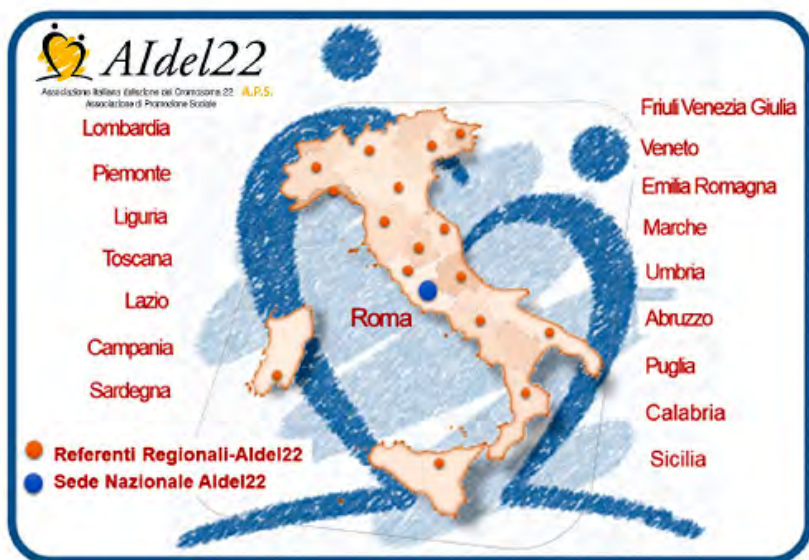 AIdel22
Associazione Italiana delezione del Cromosoma 22 A.P.S.
Associazione di Promozione Sociale
Lombardia
Piemonte
Liguria
Toscana
Lazio
Campania
Sardegna
Roma
Friuli Venezia Giulia
Veneto
Emilia Romagna
Marche
Umbria
Abruzzo
Puglia
Calabria
Sicilia
Referenti Regionali-AIdel22
Sede Nazionale AIdel22